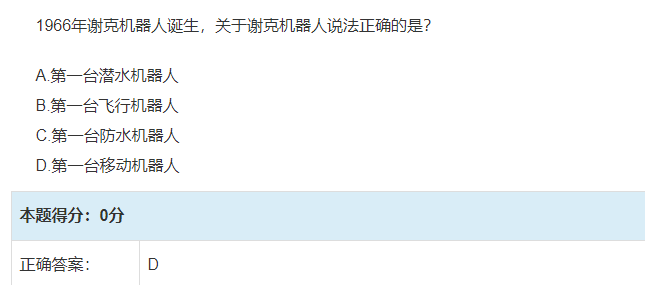 1966年谢克机器人诞生，关于谢克机器人说法正确的是？
A.第一台潜水机器人
B.第一台飞行机器人
C.第一台防水机器人
D.第一台移动机器人
本题得分：0分
正确答案：
D